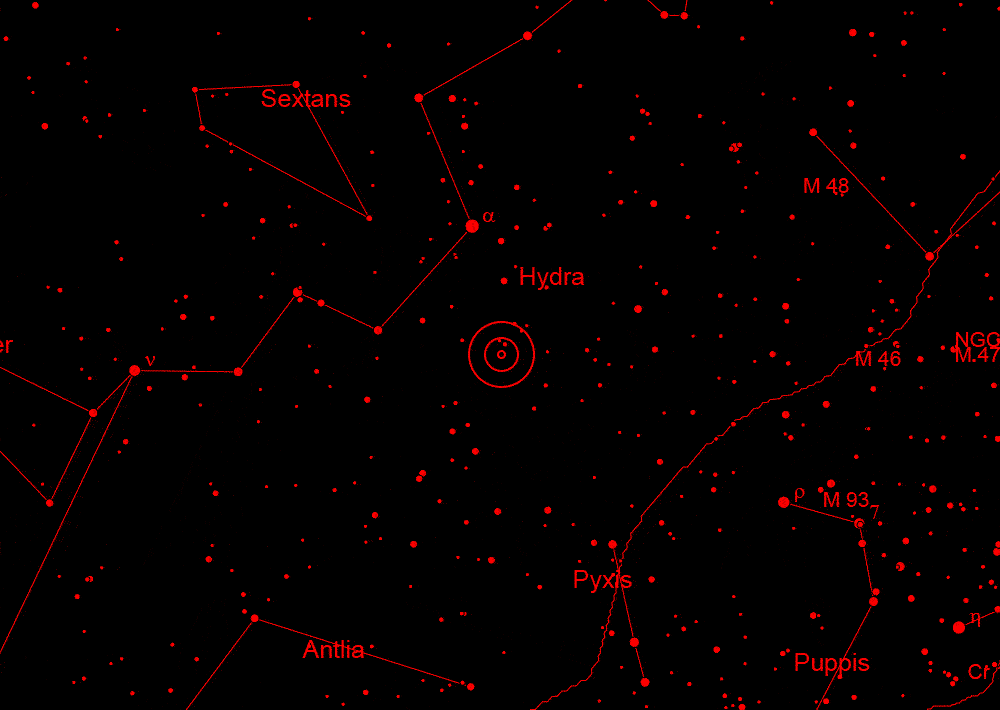 Sextans
M 48
α
Hydra
NGC
er
M 46
M 47
ν
ρ
M 93
Pyxis
η
Antlia
Puppis
Cr